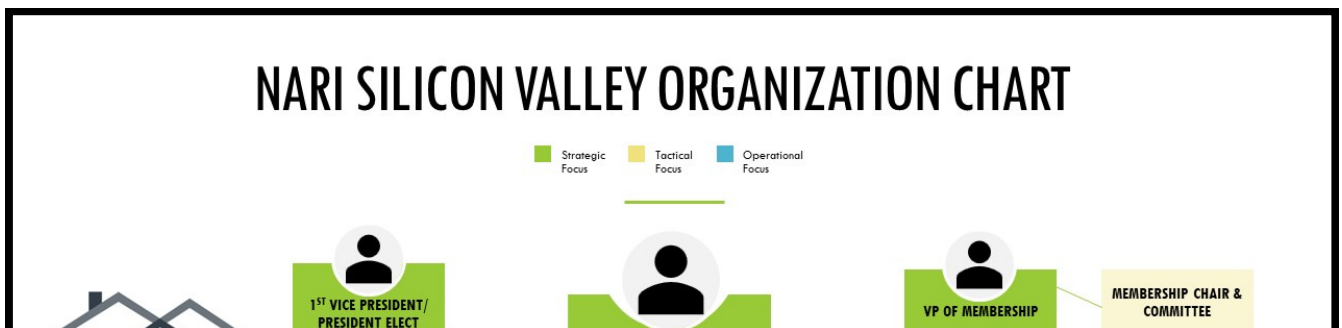 NARI SILICON VALLEY ORGANIZATION CHART
Strategic
Focus
Tactical
Focus
Operational
Focus
1ST VICE PRESIDENT/
PRESIDENT ELECT
VP OF MEMBERSHIP
MEMBERSHIP CHAIR &
COMMITTEE